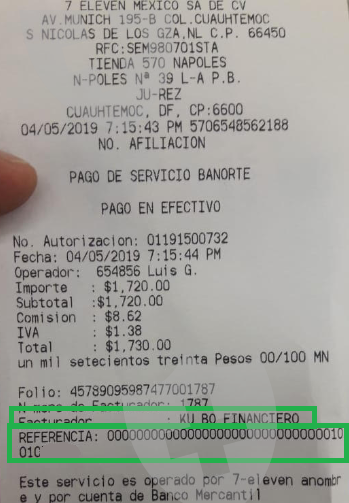 7 ELEVEN MEXICO SA DE CV
AV.MUNICH 195-B COL.CUAUHTEMOC
S NICOLAS DE LOS GZA,NL C.P. 66450
RFC:SEM980701STA
TIENDA 570 NAPOLES
N-POLES Nª 39 L-A P.B.
JU-REZ
CUAUHTEMOC, DF, CP:6600
04/05/2019 7:15:43 PM 5706548562188
NO. AFILIACION
PAGO DE SERVICIO BANORTE
PAGO EN EFECTIVO
No. Autorizacion: 01191500732
Fecha: 04/05/2019 7:15:44 PM
Operador: 654856 Luis G.
Importe : $1,720.00
Subtotal :$1,720.00
Comision : $8.62
IVA : $1.38
Total : $1,730.00
un mil setecientos treinta Pesos 00/100 MN
Folio: 45789095987477001787
Numero de Facturador: 1787
Facturador : KU BO FINANCIERO
REFERENCIA:
010
Este servicio es operado por 7-eleven anombr
e y por cuenta de Banco Mercantil